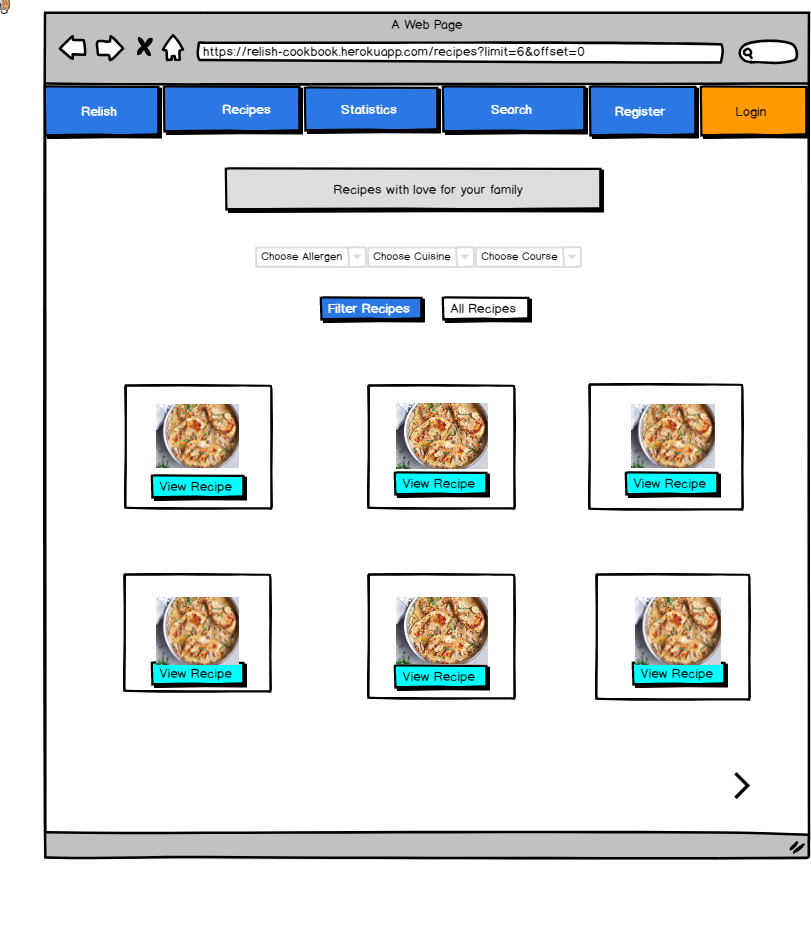 A Web Page
https://relish-cookbook.herokuapp.com/recipes?limit=6&offset=0
Relish Recipes Statistics Search Register Login
Recipes with love for your family
Choose Allergen Choose Cuisine Choose Course
Filter Recipes All Recipes
View Recipe View Recipe View Recipe
View Recipe View Recipe View Recipe